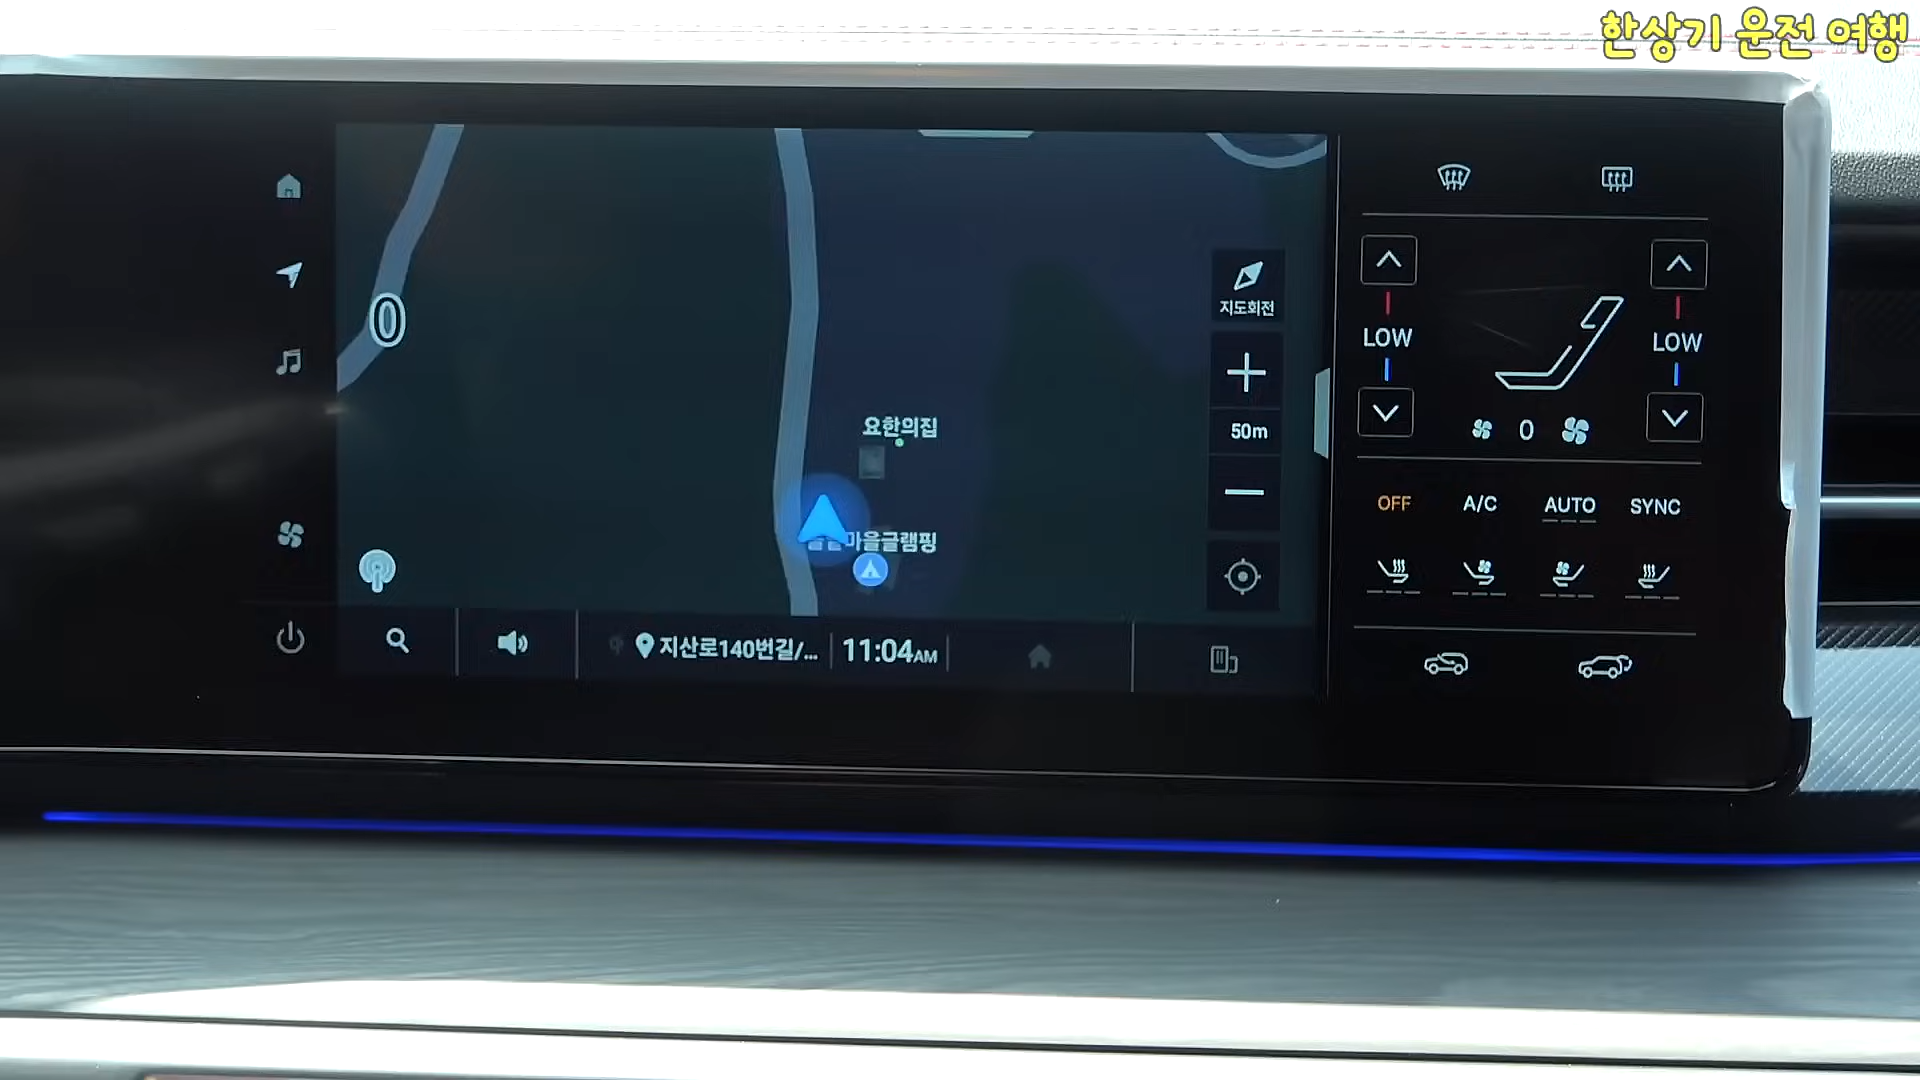 한상기 운전 여행
0
지도회전
50m
요한의집
마을글램핑
지산로140번길/...
11:04AM
LOW
LOW
0
OFF
A/C
AUTO
SYNC